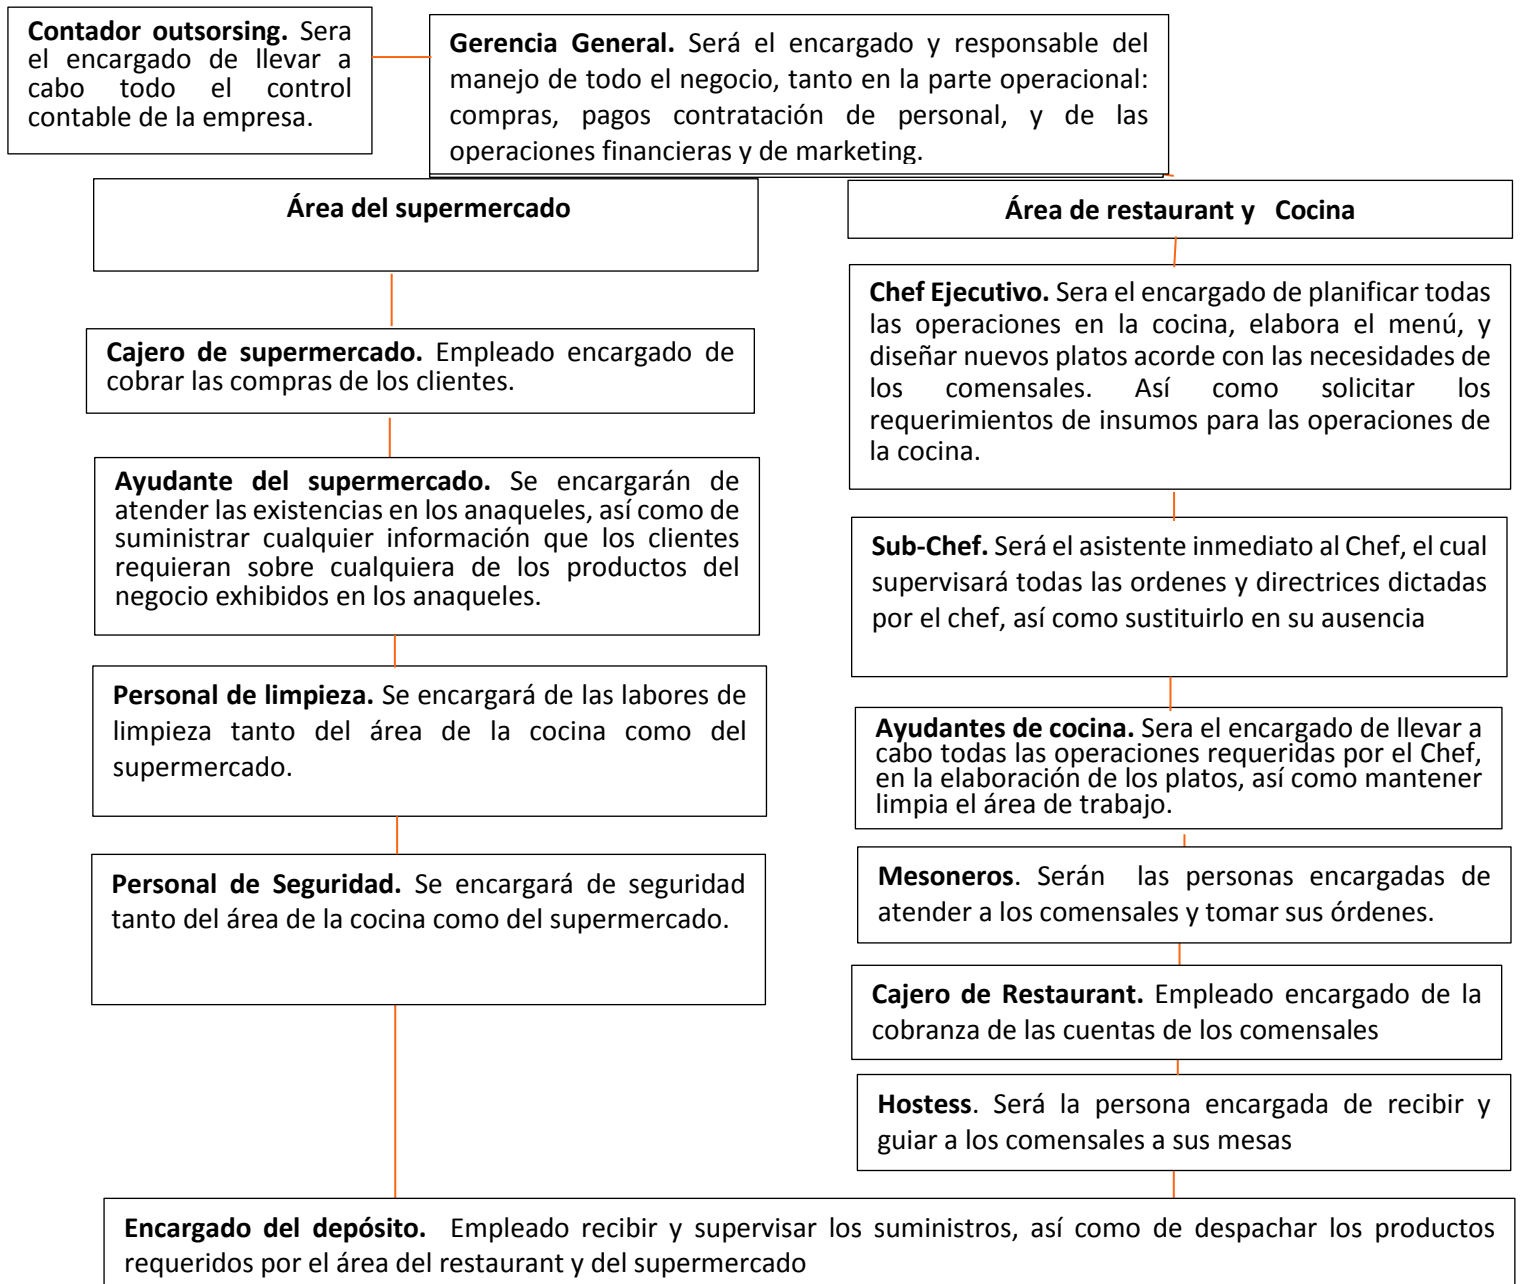 Contador outsorsing. Sera
el encargado de llevar a
cabo todo el control
contable de la empresa.
Gerencia General. Será el encargado y responsable del
manejo de todo el negocio, tanto en la parte operacional:
compras, pagos contratación de personal, y de las
operaciones financieras y de marketing.
Área del supermercado
Cajero de supermercado. Empleado encargado de
cobrar las compras de los clientes.
Ayudante del supermercado. Se encargarán de
atender las existencias en los anaqueles, así como de
suministrar cualquier información que los clientes
requieran sobre cualquiera de los productos del
negocio exhibidos en los anaqueles.
Personal de limpieza. Se encargará de las labores de
limpieza tanto del área de la cocina como del
supermercado.
Personal de Seguridad. Se encargará de seguridad
tanto del área de la cocina como del supermercado.
Área de restaurant y Cocina
Chef Ejecutivo. Sera el encargado de planificar todas
las operaciones en la cocina, elabora el menú, y
diseñar nuevos platos acorde con las necesidades de
los comensales. Así como solicitar los
requerimientos de insumos para las operaciones de
la cocina.
Sub-Chef. Será el asistente inmediato al Chef, el cual
supervisará todas las ordenes y directrices dictadas
por el chef, así como sustituirlo en su ausencia
Ayudantes de cocina. Sera el encargado de llevar a
cabo todas las operaciones requeridas por el Chef,
en la elaboración de los platos, así como mantener
limpia el área de trabajo.
Mesoneros. Serán las personas encargadas de
atender a los comensales y tomar sus órdenes.
Cajero de Restaurant. Empleado encargado de la
cobranza de las cuentas de los comensales
Hostess. Será la persona encargada de recibir y
guiar a los comensales a sus mesas
Encargado del depósito. Empleado recibir y supervisar los suministros, así como de despachar los productos
requeridos por el área del restaurant y del supermercado